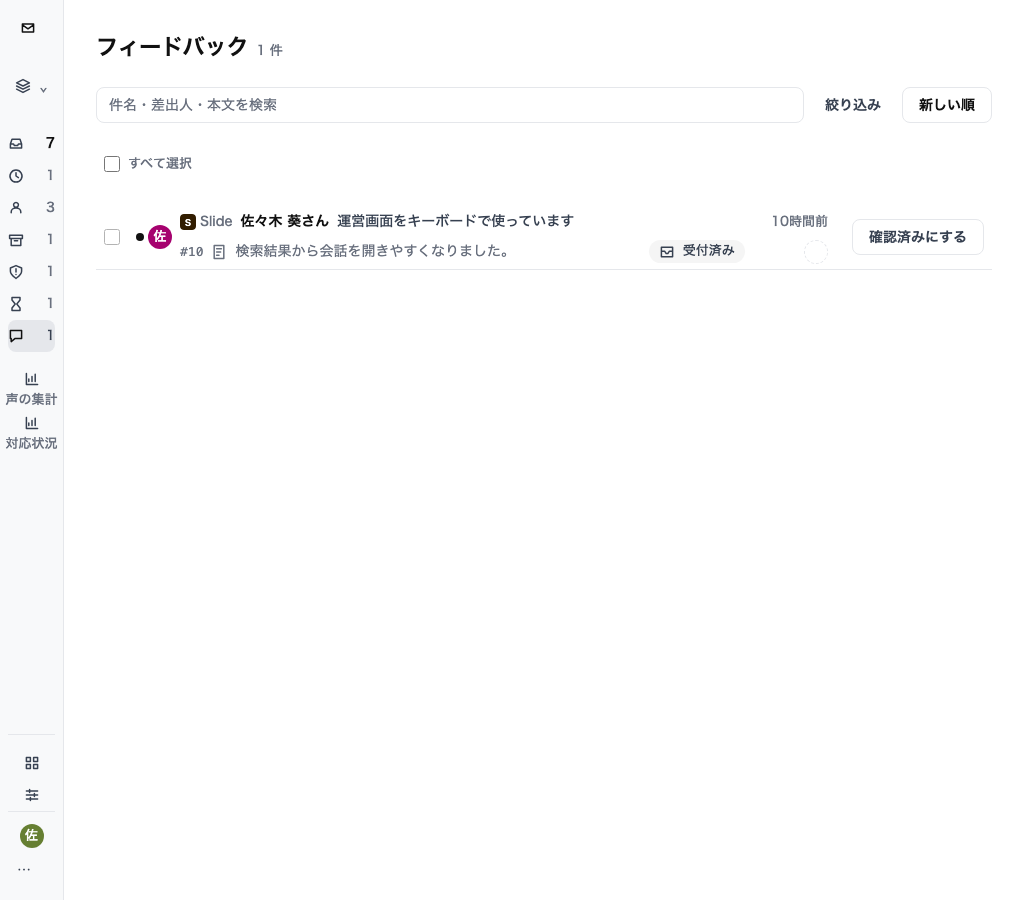 フィードバック 1 件
件名・差出人・本文を検索
絞り込み
新しい順
すべて選択
7
1
3
1
1
1
1
声の集計
対応状況
佐
S Slide 佐々木 葵さん 運営画面をキーボードで使っています
10時間前
#10 検索結果から会話を開きやすくなりました。
受付済み
確認済みにする
佐
…